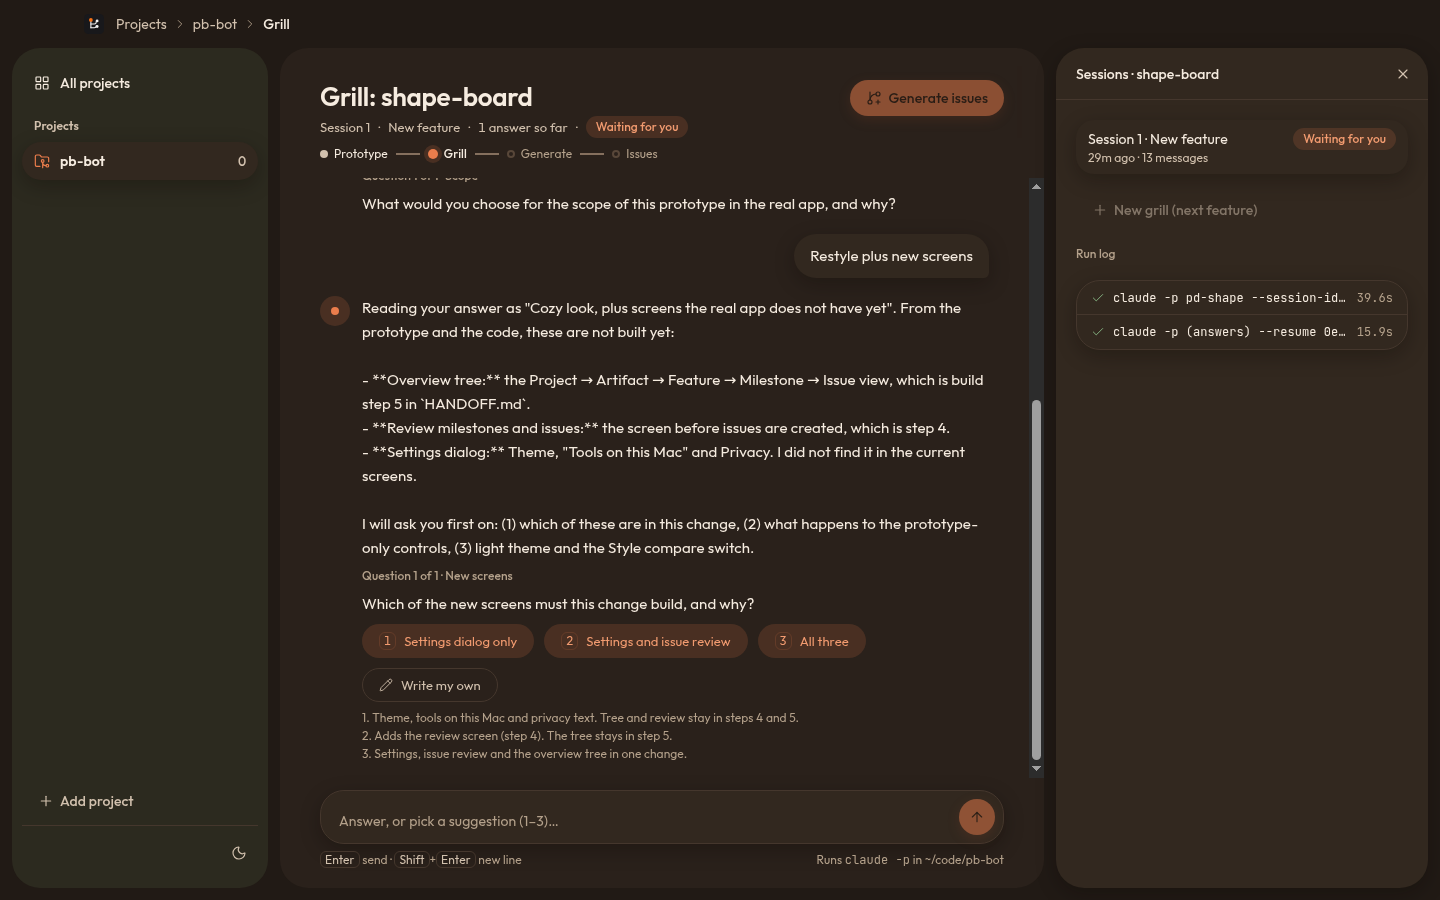 Projects > pb-bot > Grill
All projects
Projects
pb-bot 0
Add project
Grill: shape-board
Generate issues
Session 1 · New feature · 1 answer so far · Waiting for you
Prototype Grill Generate Issues
What would you choose for the scope of this prototype in the real app, and why?
Restyle plus new screens
Reading your answer as "Cozy look, plus screens the real app does not have yet". From the
prototype and the code, these are not built yet:
- **Overview tree:** the Project → Artifact → Feature → Milestone → Issue view, which is build
step 5 in `HANDOFF.md`.
- **Review milestones and issues:** the screen before issues are created, which is step 4.
- **Settings dialog:** Theme, "Tools on this Mac" and Privacy. I did not find it in the current
screens.
I will ask you first on: (1) which of these are in this change, (2) what happens to the prototype-
only controls, (3) light theme and the Style compare switch.
Question 1 of 1 · New screens
Which of the new screens must this change build, and why?
1 Settings dialog only
2 Settings and issue review
3 All three
Write my own
1. Theme, tools on this Mac and privacy text. Tree and review stay in steps 4 and 5.
2. Adds the review screen (step 4). The tree stays in step 5.
3. Settings, issue review and the overview tree in one change.
Answer, or pick a suggestion (1–3)…
Enter send · Shift + Enter new line
Runs claude -p in ~/code/pb-bot
Sessions · shape-board
Session 1 · New feature Waiting for you
29m ago · 13 messages
New grill (next feature)
Run log
claude -p pd-shape --session-id… 39.6s
claude -p (answers) --resume 0e… 15.9s